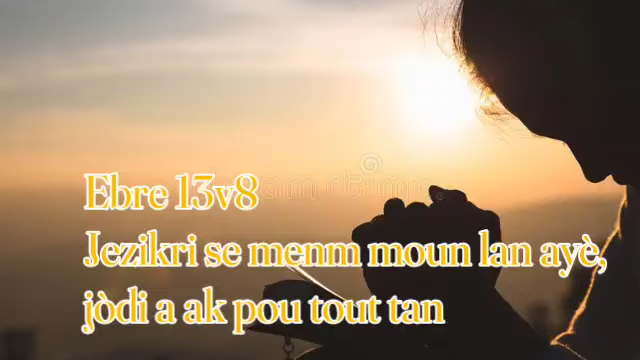 Ebre 13v8
Jezikri se menm moun lan ayè,
jòdi a ak pou tout tan